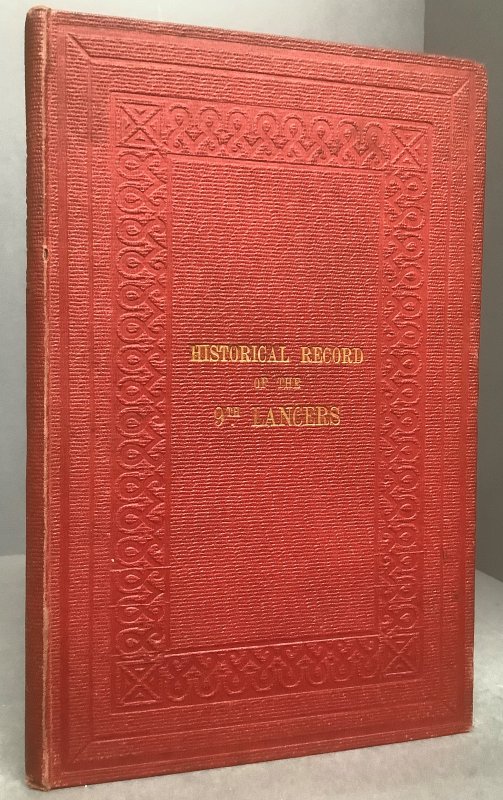 HISTORICAL RECORD
OF THE
9TH LANCERS